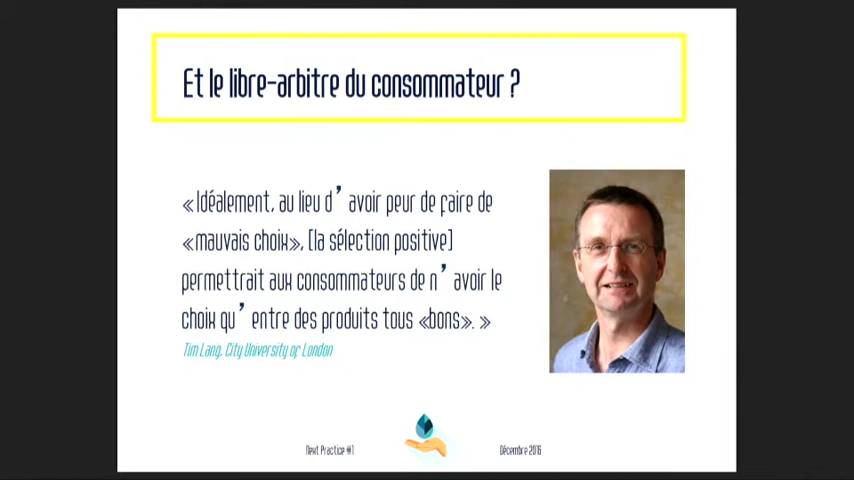 Et le libre-arbitre du consommateur ?
« Idéalement, au lieu d’ avoir peur de faire de
«mauvais choix», [la sélection positive]
permettrait aux consommateurs de n’ avoir le
choix qu’ entre des produits tous «bons». »
Tim Lang, City University of London
Next Practice #1
Décembre 2016